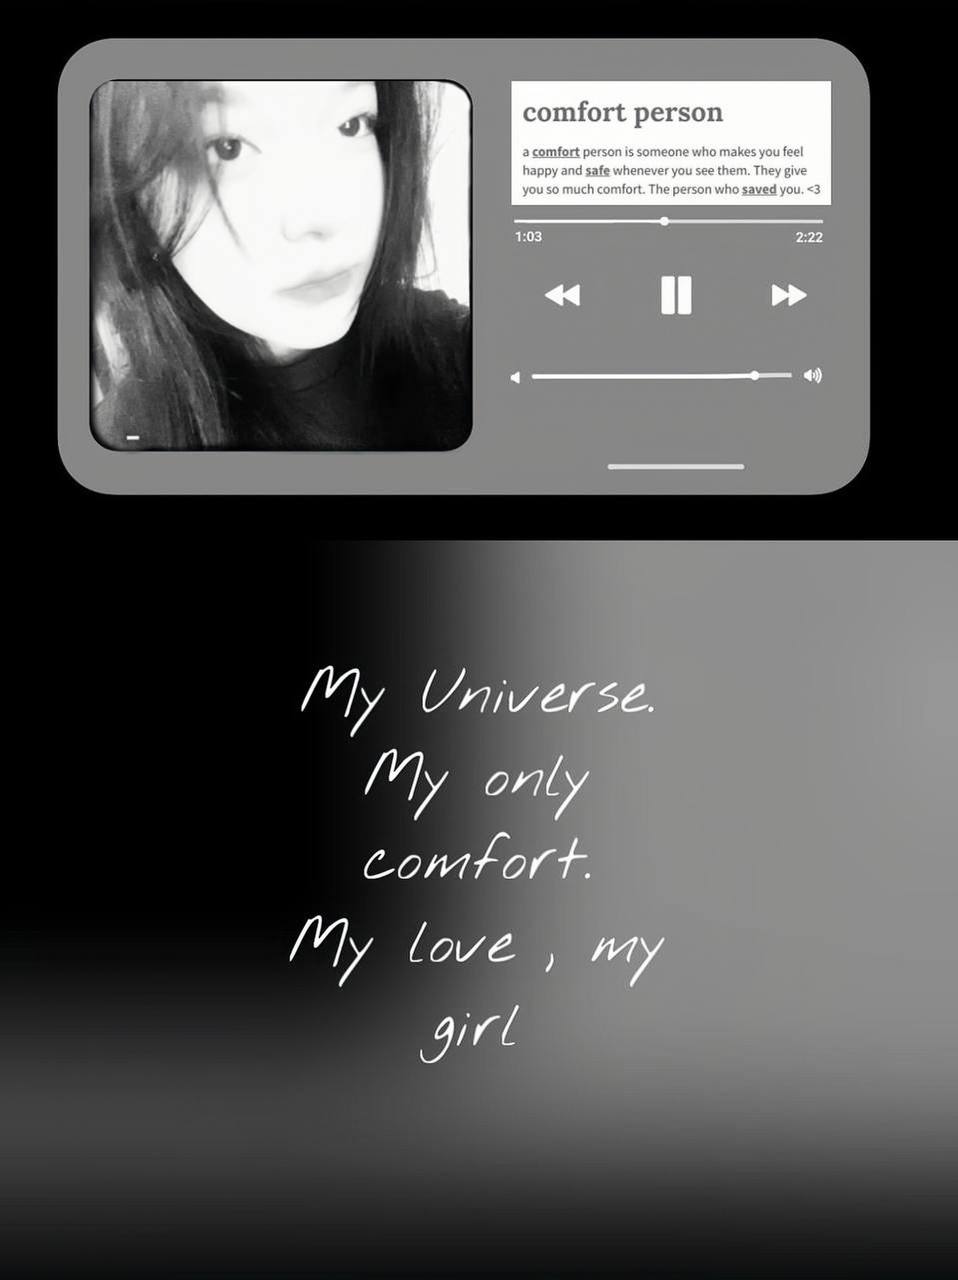 comfort person
a comfort person is someone who makes you feel
happy and safe whenever you see them. They give
you so much comfort. The person who saved you. <3
1:03
2:22
My Universe.
My only
comfort.
My love , my
girl